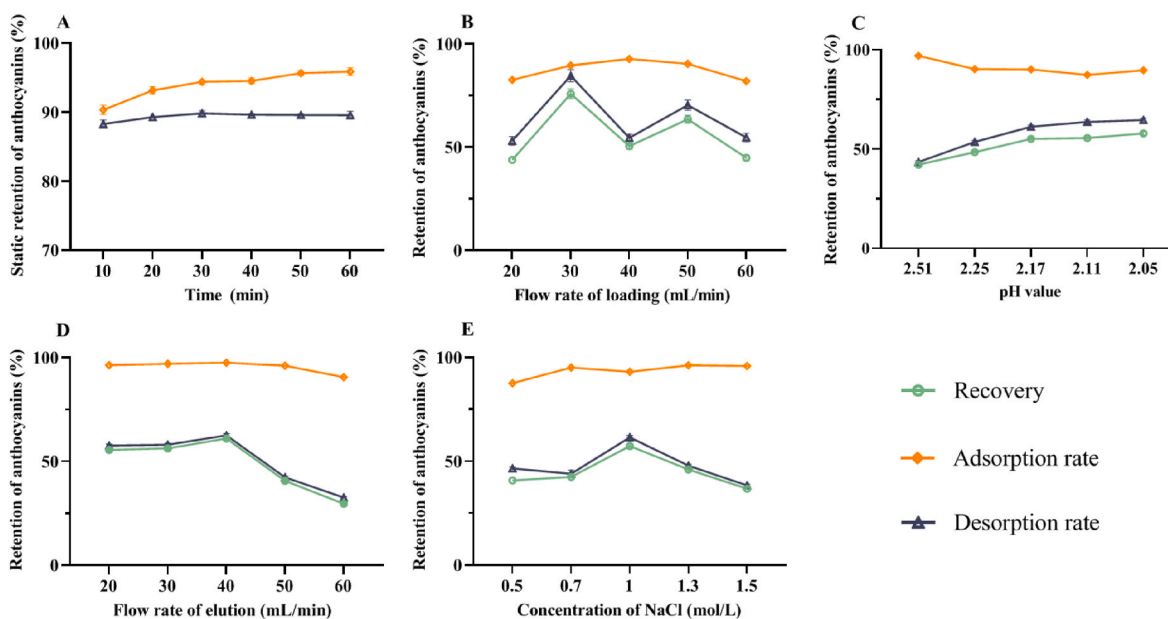 A
Static retention of anthocyanins (%)
100
90
80
70
10 20 30 40 50 60
Time (min)
B
Retention of anthocyanins (%)
100
50
0
20 30 40 50 60
Flow rate of loading (mL/min)
C
Retention of anthocyanins (%)
100
50
0
2.51 2.25 2.17 2.11 2.05
pH value
D
Retention of anthocyanins (%)
100
50
0
20 30 40 50 60
Flow rate of elution (mL/min)
E
Retention of anthocyanins (%)
100
50
0
0.5 0.7 1 1.3 1.5
Concentration of NaCl (mol/L)
Recovery
Adsorption rate
Desorption rate